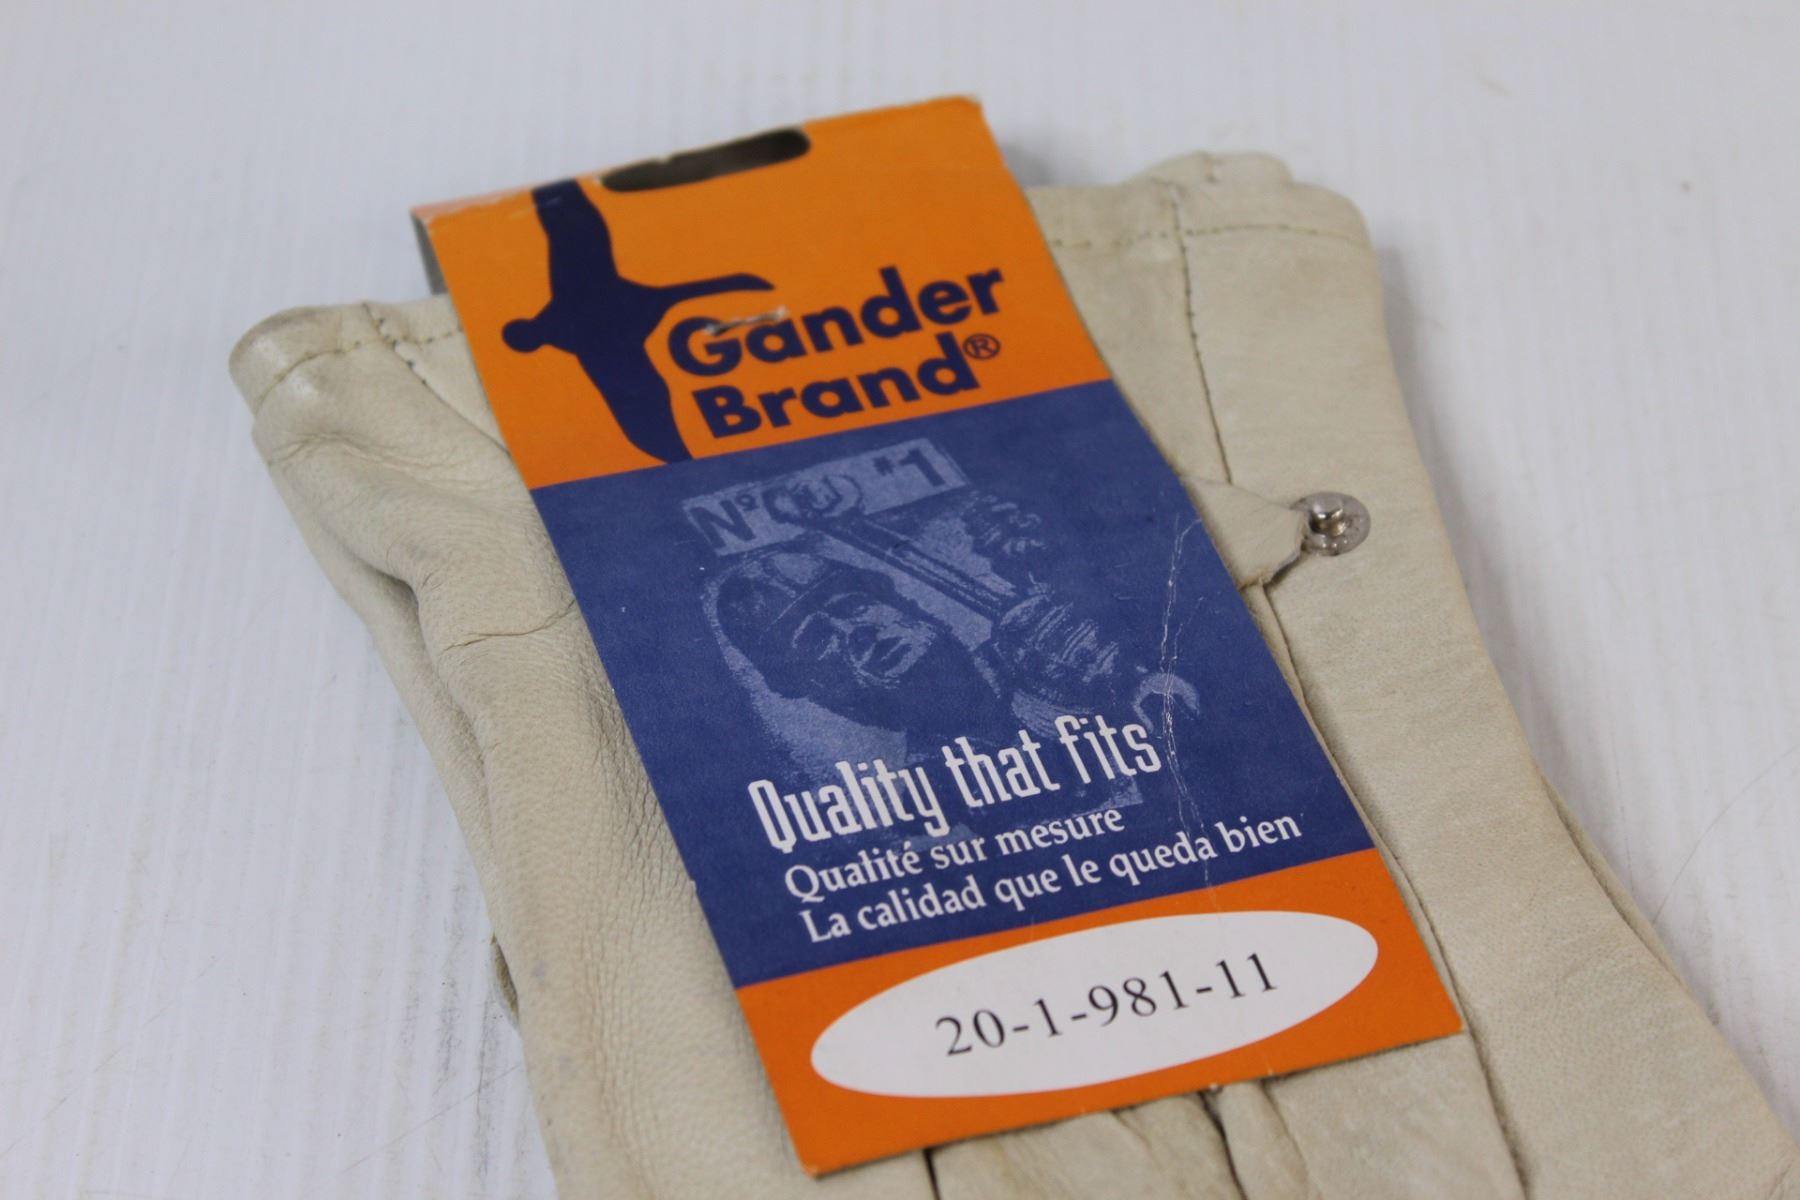 Gander
Brand®
N° #1
Quality that fits
Qualité sur mesure
La calidad que le queda bien
20-1-981-11